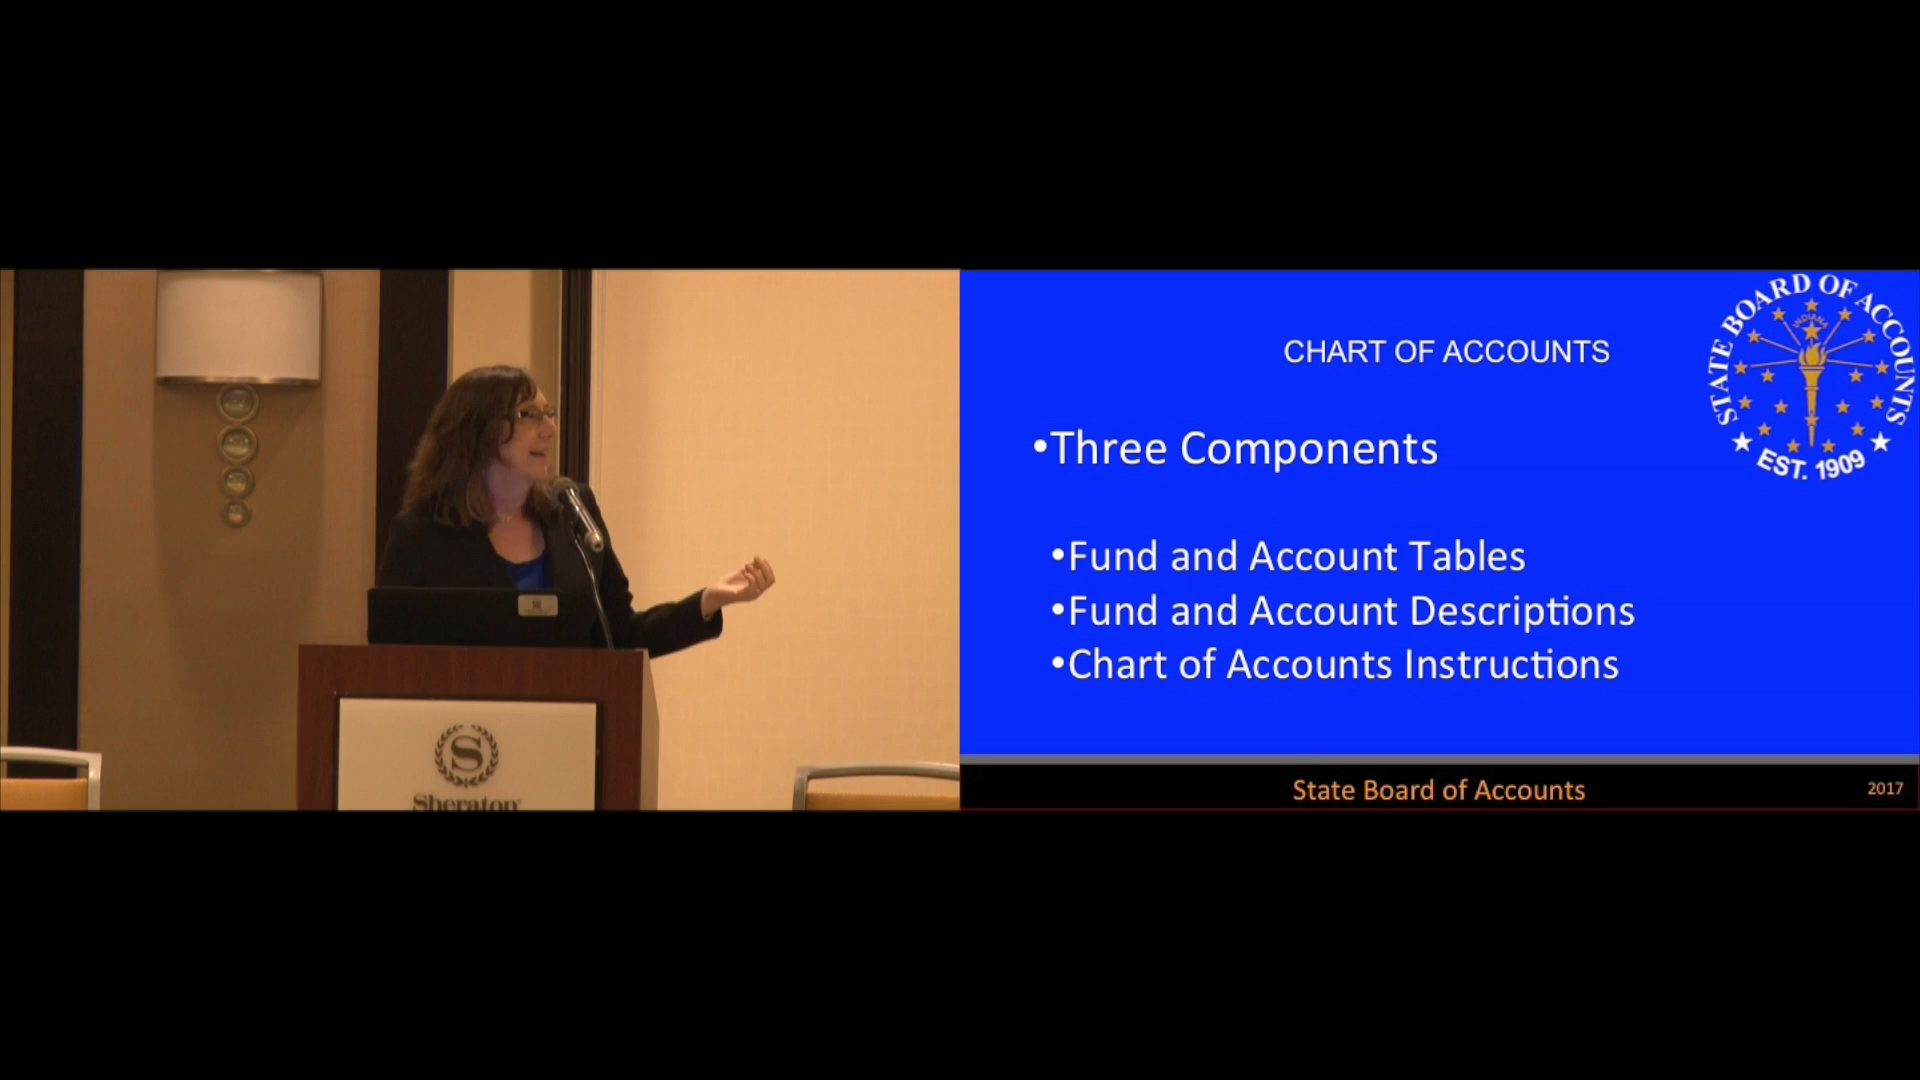 CHART OF ACCOUNTS
STATE BOARD OF ACCOUNTS
INDIANA
EST. 1909
•Three Components
•Fund and Account Tables
•Fund and Account Descriptions
•Chart of Accounts Instructions
State Board of Accounts
2017
S
Sheraton